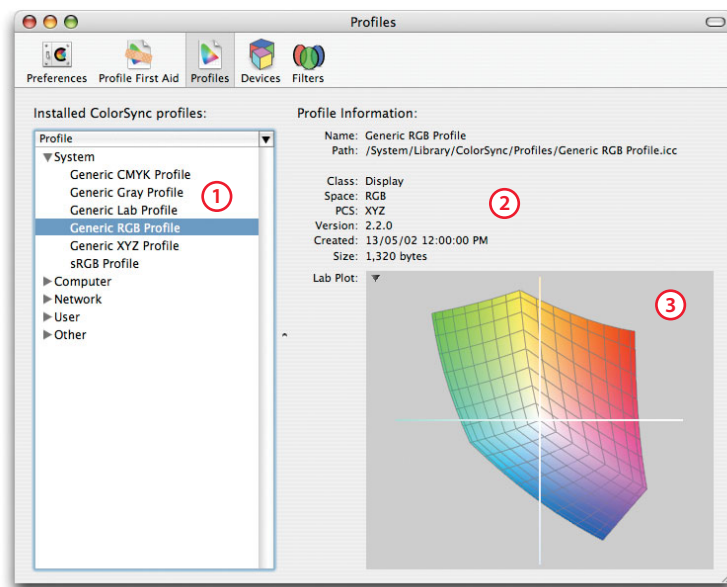 Profiles
Preferences Profile First Aid Profiles Devices Filters
Installed ColorSync profiles:
Profile
System
Generic CMYK Profile
Generic Gray Profile
Generic Lab Profile
Generic RGB Profile
Generic XYZ Profile
sRGB Profile
Computer
Network
User
Other
1
Profile Information:
Name: Generic RGB Profile
Path: /System/Library/ColorSync/Profiles/Generic RGB Profile.icc
Class: Display
Space: RGB
PCS: XYZ
Version: 2.2.0
Created: 13/05/02 12:00:00 PM
Size: 1,320 bytes
2
Lab Plot:
3